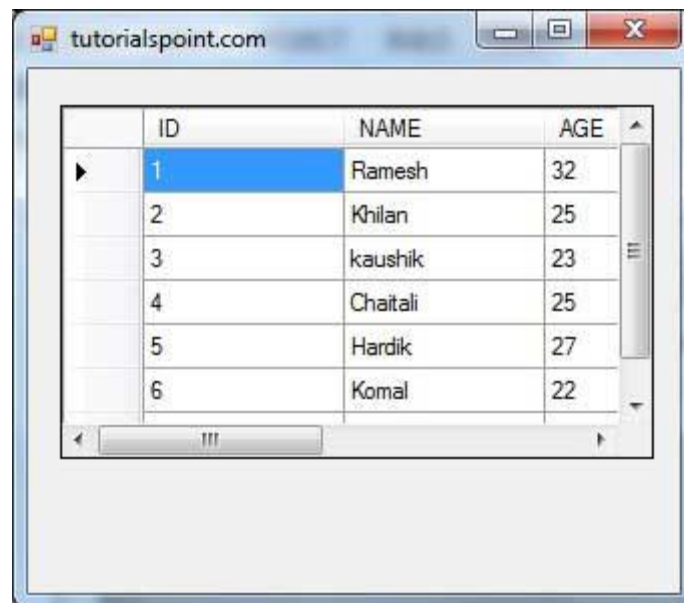 tutorialspoint.com
ID NAME AGE
1 Ramesh 32
2 Khilan 25
3 kaushik 23
4 Chaitali 25
5 Hardik 27
6 Komal 22